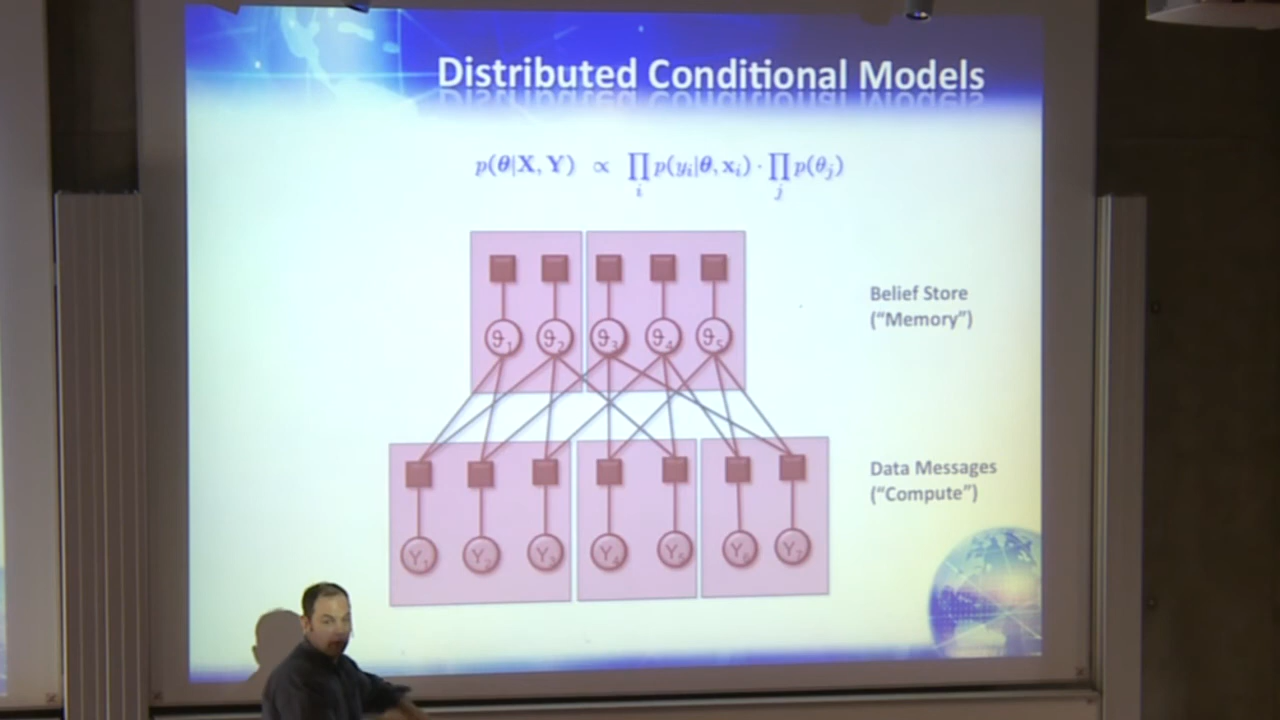 Distributed Conditional Models
p(θ|X, Y) ∝ ∏ᵢ p(yᵢ|θ, xᵢ) · ∏ⱼ p(θⱼ)
Belief Store
("Memory")
ϑ₁ ϑ₂ ϑ₃ ϑ₄ ϑ₅
Data Messages
("Compute")
Y₁ Y₂ Y₃ Y₄ Y₅ Y₆ Y₇